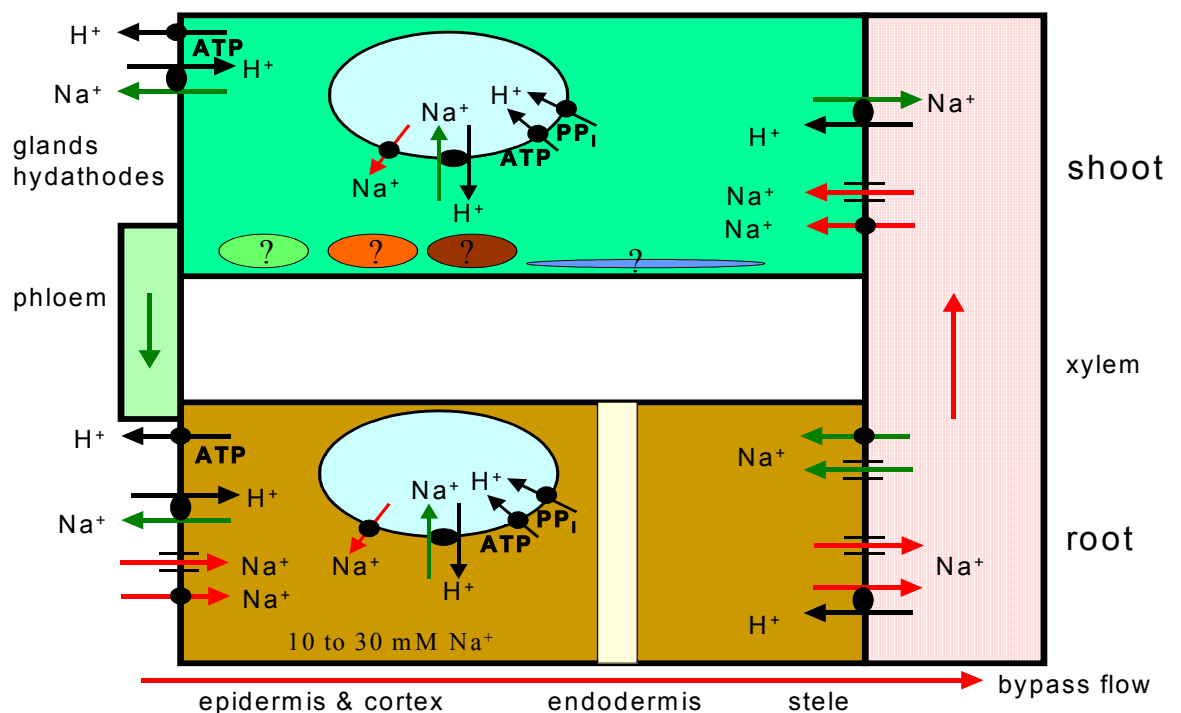 H⁺
ATP
H⁺
Na⁺
glands
hydathodes
Na⁺
H⁺
PPI
ATP
Na⁺
H⁺
Na⁺
H⁺
Na⁺
Na⁺
shoot
?
?
?
?
phloem
xylem
H⁺
ATP
H⁺
Na⁺
Na⁺
Na⁺
Na⁺
H⁺
PPI
ATP
Na⁺
H⁺
10 to 30 mM Na⁺
Na⁺
Na⁺
H⁺
root
bypass flow
epidermis & cortex
endodermis
stele